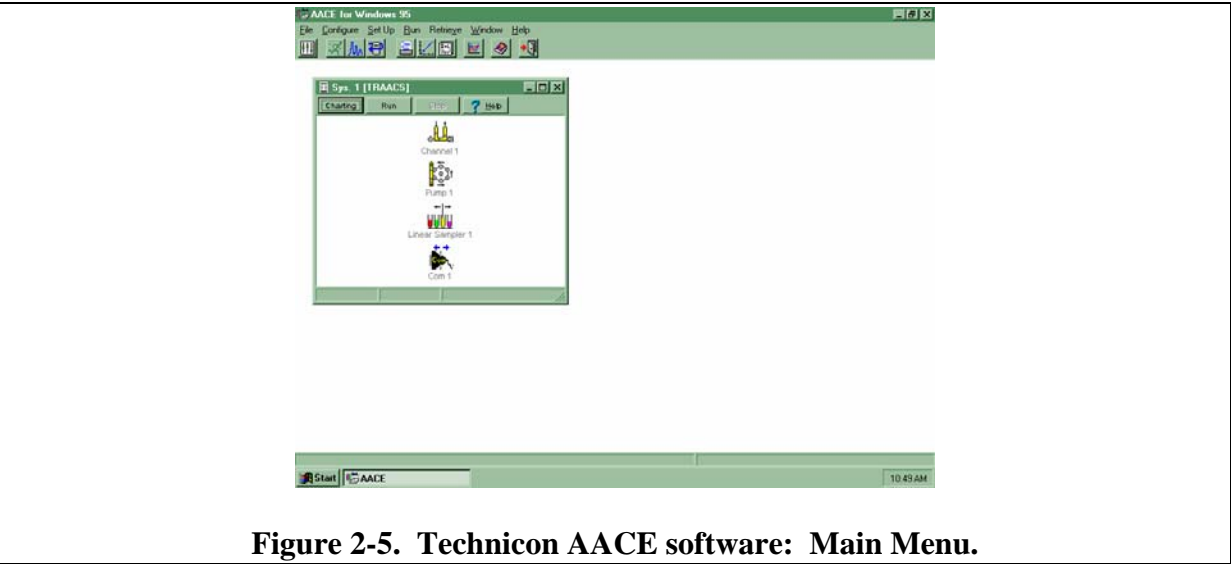 AACE for Windows 95
File Configure Set Up Run Retrieve Window Help
Sys. 1 [TRAACS]
Charting Run Stop ? Help
Channel 1
Pump 1
Linear Sampler 1
Com 1
Start AACE 10:49 AM
Figure 2-5. Technicon AACE software: Main Menu.